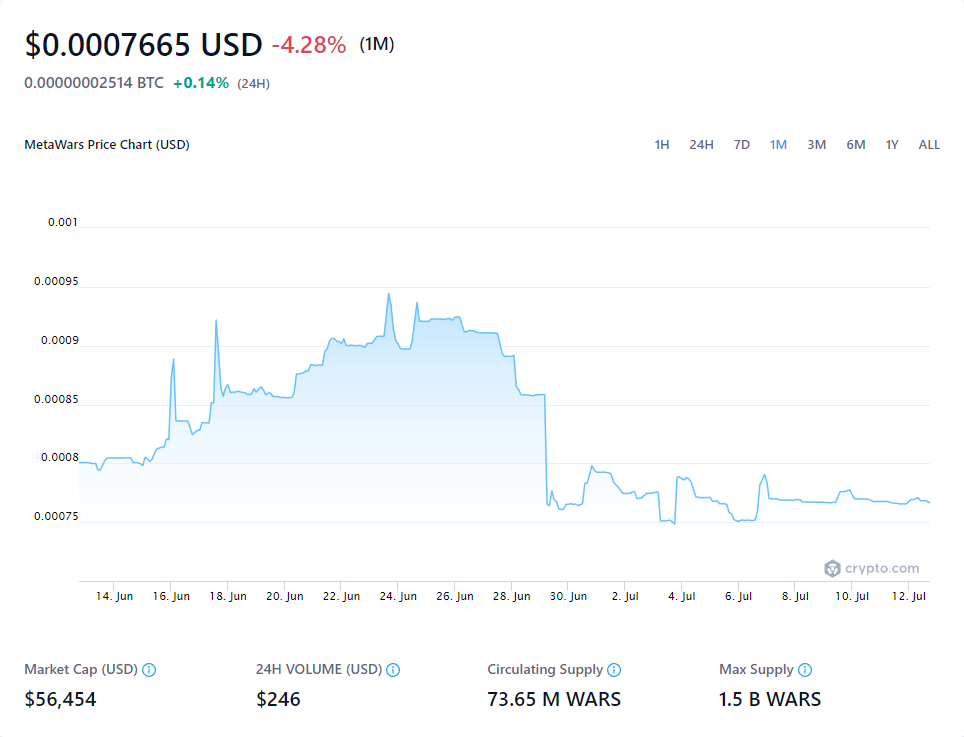 $0.0007665 USD -4.28% (1M)
0.00000002514 BTC +0.14% (24H)
MetaWars Price Chart (USD) 1H 24H 7D 1M 3M 6M 1Y ALL
0.001
0.00095
0.0009
0.00085
0.0008
0.00075
crypto.com
14. Jun 16. Jun 18. Jun 20. Jun 22. Jun 24. Jun 26. Jun 28. Jun 30. Jun 2. Jul 4. Jul 6. Jul 8. Jul 10. Jul 12. Jul
Market Cap (USD) 24H VOLUME (USD) Circulating Supply Max Supply
$56,454 $246 73.65 M WARS 1.5 B WARS